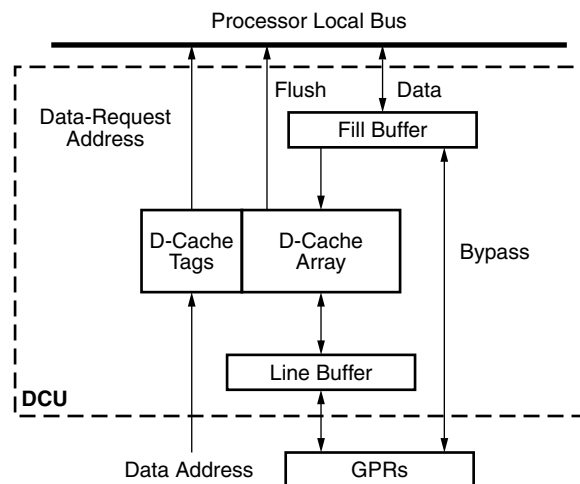 Processor Local Bus
Flush
Data
Data-Request
Address
Fill Buffer
D-Cache
Tags
D-Cache
Array
Bypass
Line Buffer
DCU
Data Address
GPRs